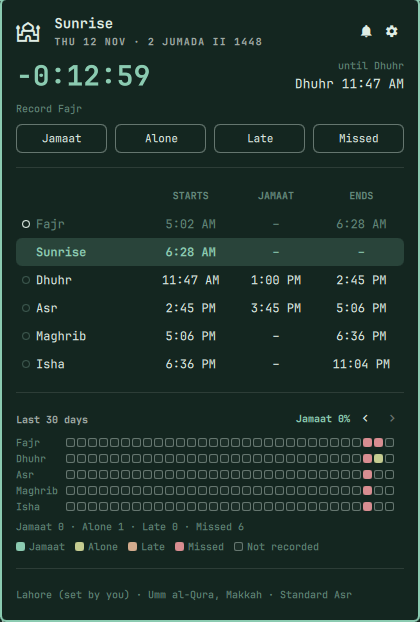 Sunrise
THU 12 NOV · 2 JUMADA II 1448
-0:12:59
until Dhuhr
Dhuhr 11:47 AM
Record Fajr
Jamaat Alone Late Missed
STARTS JAMAAT ENDS
Fajr 5:02 AM – 6:28 AM
Sunrise 6:28 AM – –
Dhuhr 11:47 AM 1:00 PM 2:45 PM
Asr 2:45 PM 3:45 PM 5:06 PM
Maghrib 5:06 PM – 6:36 PM
Isha 6:36 PM – 11:04 PM
Last 30 days Jamaat 0% ‹ ›
Fajr
Dhuhr
Asr
Maghrib
Isha
Jamaat 0 · Alone 1 · Late 0 · Missed 6
Jamaat Alone Late Missed Not recorded
Lahore (set by you) · Umm al-Qura, Makkah · Standard Asr